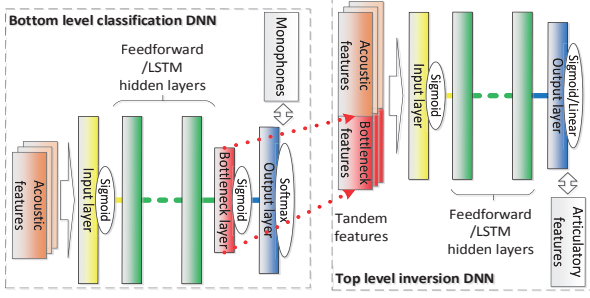 Bottom level classification DNN
Feedforward
/LSTM
hidden layers
Monophones
Acoustic
features
Input layer
Sigmoid
Bottleneck layer
Sigmoid
Output layer
Softmax
Acoustic
features
Bottleneck
features
Tandem
features
Input layer
Sigmoid
Feedforward
/LSTM
hidden layers
Output layer
Sigmoid/Linear
Articulatory
features
Top level inversion DNN